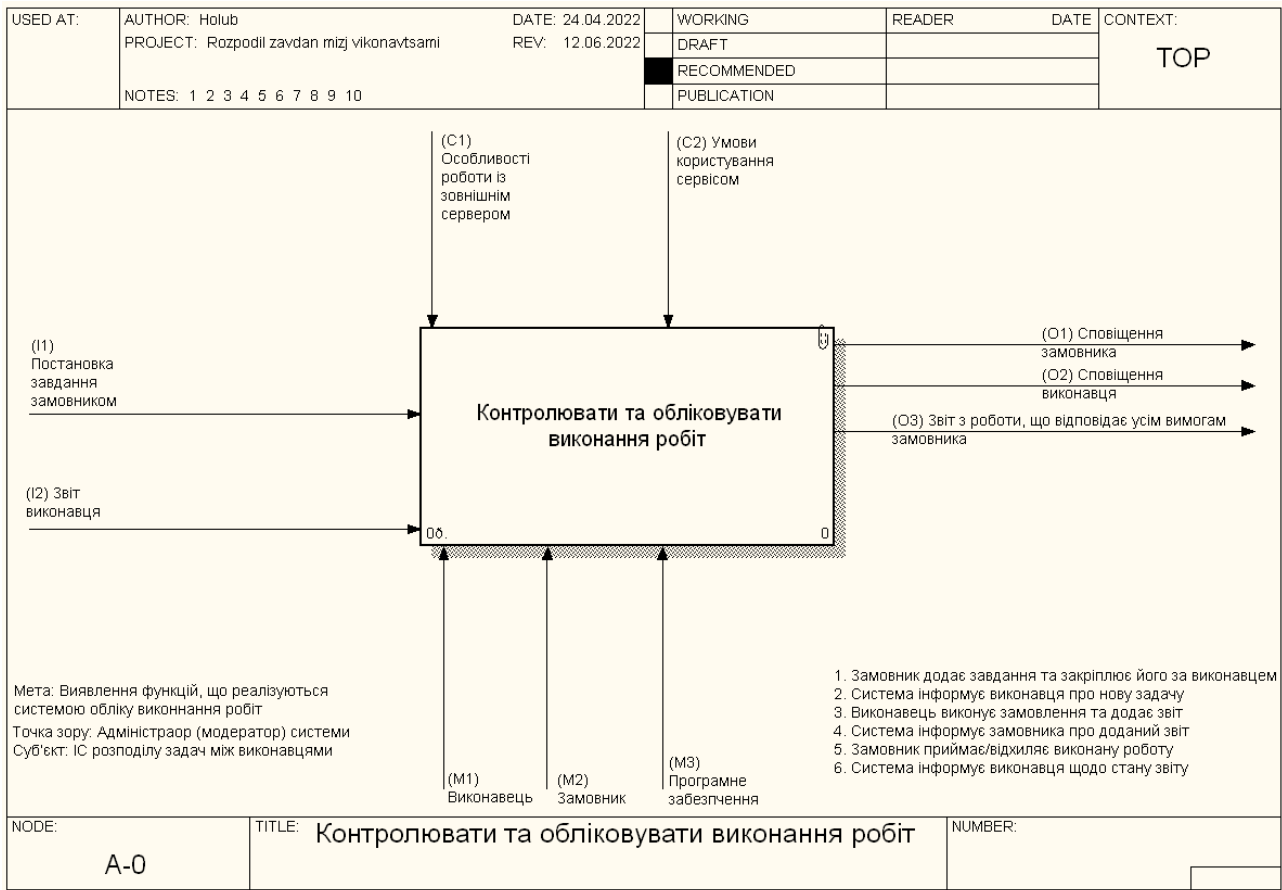 USED AT:
AUTHOR: Holub
DATE: 24.04.2022
PROJECT: Rozpodil zavdan mizj vikonavtsami
REV: 12.06.2022
NOTES: 1 2 3 4 5 6 7 8 9 10
WORKING
DRAFT
RECOMMENDED
PUBLICATION
READER DATE
CONTEXT:
TOP
(C1)
Особливості
роботи із
зовнішнім
сервером
(C2) Умови
користування
сервісом
(I1)
Постановка
завдання
замовником
(I2) Звіт
виконавця
Контролювати та обліковувати
виконання робіт
0ð.
0
(O1) Сповіщення
замовника
(O2) Сповіщення
виконавця
(O3) Звіт з роботи, що відповідає усім вимогам
замовника
Мета: Виявлення функцій, що реалізуються
системою обліку виконнання робіт
Точка зору: Адміністраор (модератор) системи
Суб'єкт: ІС розподілу задач між виконавцями
(M1)
Виконавець
(M2)
Замовник
(M3)
Програмне
забезпчення
1. Замовник додає завдання та закріплює його за виконавцем
2. Система інформує виконавця про нову задачу
3. Виконавець виконує замовлення та додає звіт
4. Система інформує замовника про доданий звіт
5. Замовник приймає/відхиляє виконану роботу
6. Система інформує виконавця щодо стану звіту
NODE:
A-0
TITLE: Контролювати та обліковувати виконання робіт
NUMBER: